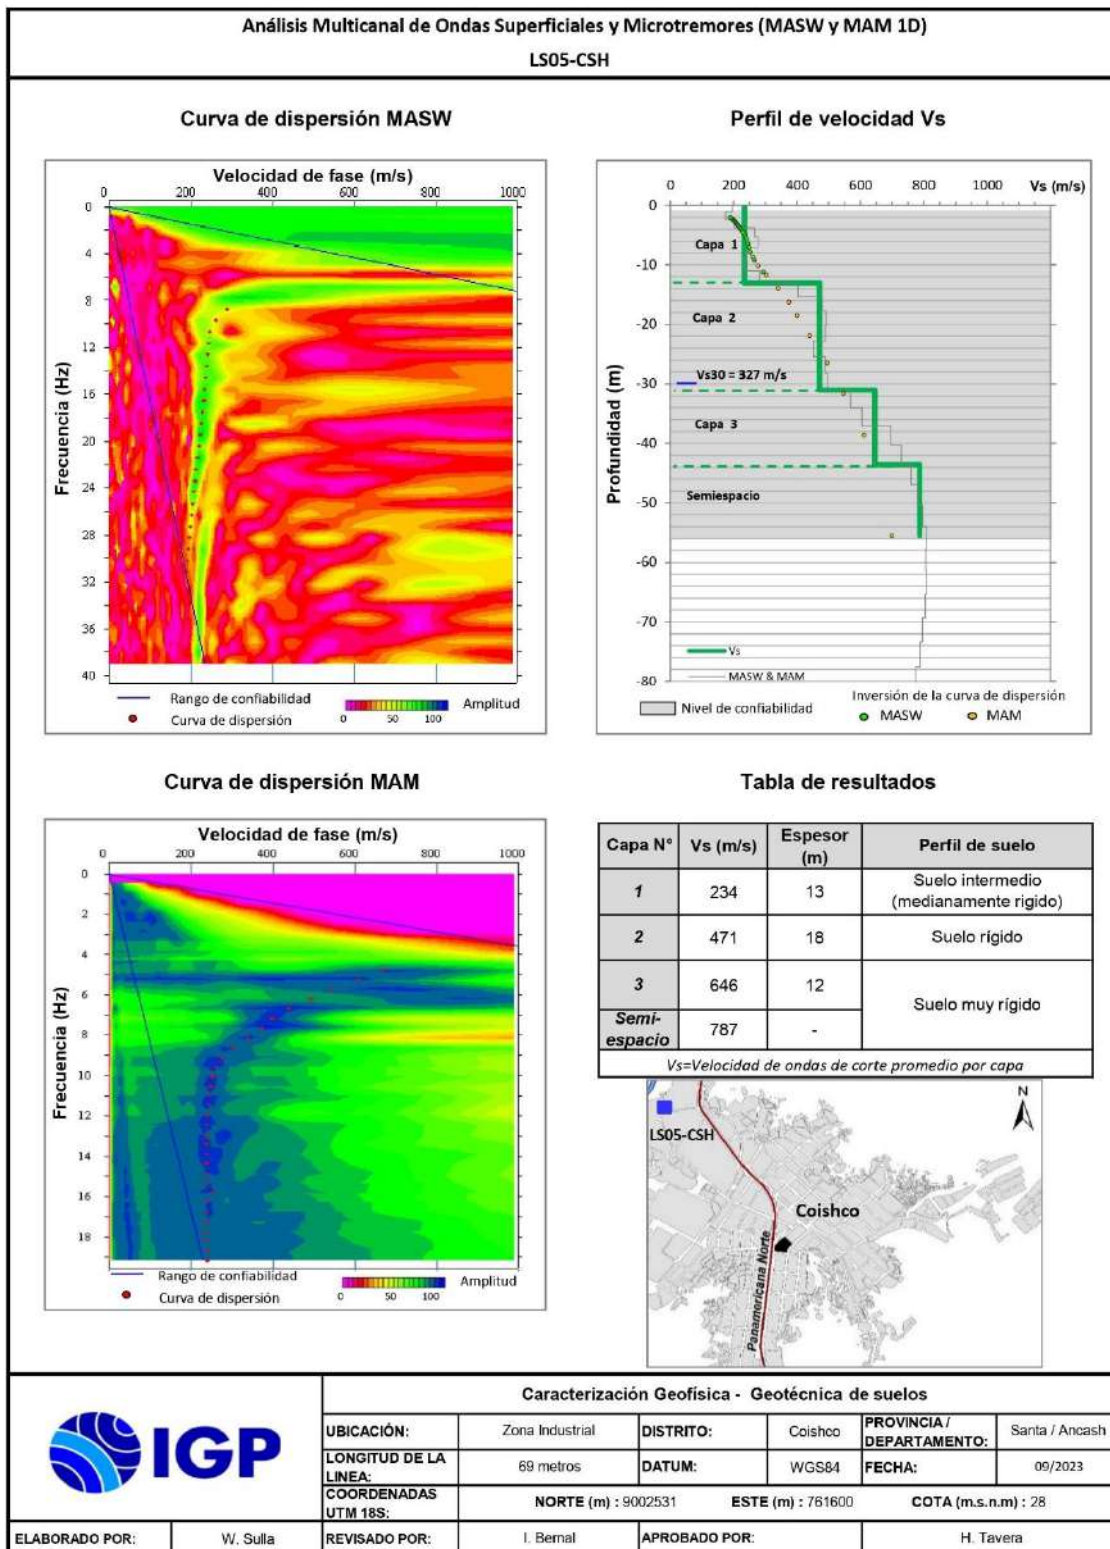 Análisis Multicanal de Ondas Superficiales y Microtremores (MASW y MAM 1D)
LS05-CSH
Curva de dispersión MASW
Velocidad de fase (m/s)
0 200 400 600 800 1000
Frecuencia (Hz)
0
4
8
12
16
20
24
28
32
36
40
Rango de confiabilidad
Curva de dispersión
Amplitud
0 50 100
Perfil de velocidad Vs
0 200 400 600 800 1000 Vs (m/s)
Profundidad (m)
0
-10
-20
-30
-40
-50
-60
-70
-80
Capa 1
Capa 2
Vs30 = 327 m/s
Capa 3
Semiespacio
Vs
MASW & MAM
Nivel de confiabilidad
Inversión de la curva de dispersión
MASW MAM
Curva de dispersión MAM
Velocidad de fase (m/s)
0 200 400 600 800 1000
Frecuencia (Hz)
0
2
4
6
8
10
12
14
16
18
Rango de confiabilidad
Curva de dispersión
Amplitud
0 50 100
Tabla de resultados
Capa N° Vs (m/s) Espesor (m) Perfil de suelo
1 234 13 Suelo intermedio (medianamente rigido)
2 471 18 Suelo rígido
3 646 12 Suelo muy rígido
Semi-espacio 787 -
Vs=Velocidad de ondas de corte promedio por capa
N
LS05-CSH
Coishco
Panamericana Norte
IGP
Caracterización Geofísica - Geotécnica de suelos
UBICACIÓN: Zona Industrial DISTRITO: Coishco PROVINCIA / DEPARTAMENTO: Santa / Ancash
LONGITUD DE LA LINEA: 69 metros DATUM: WGS84 FECHA: 09/2023
COORDENADAS UTM 18S: NORTE (m) : 9002531 ESTE (m) : 761600 COTA (m.s.n.m) : 28
ELABORADO POR: W. Sulla REVISADO POR: I. Bernal APROBADO POR: H. Tavera